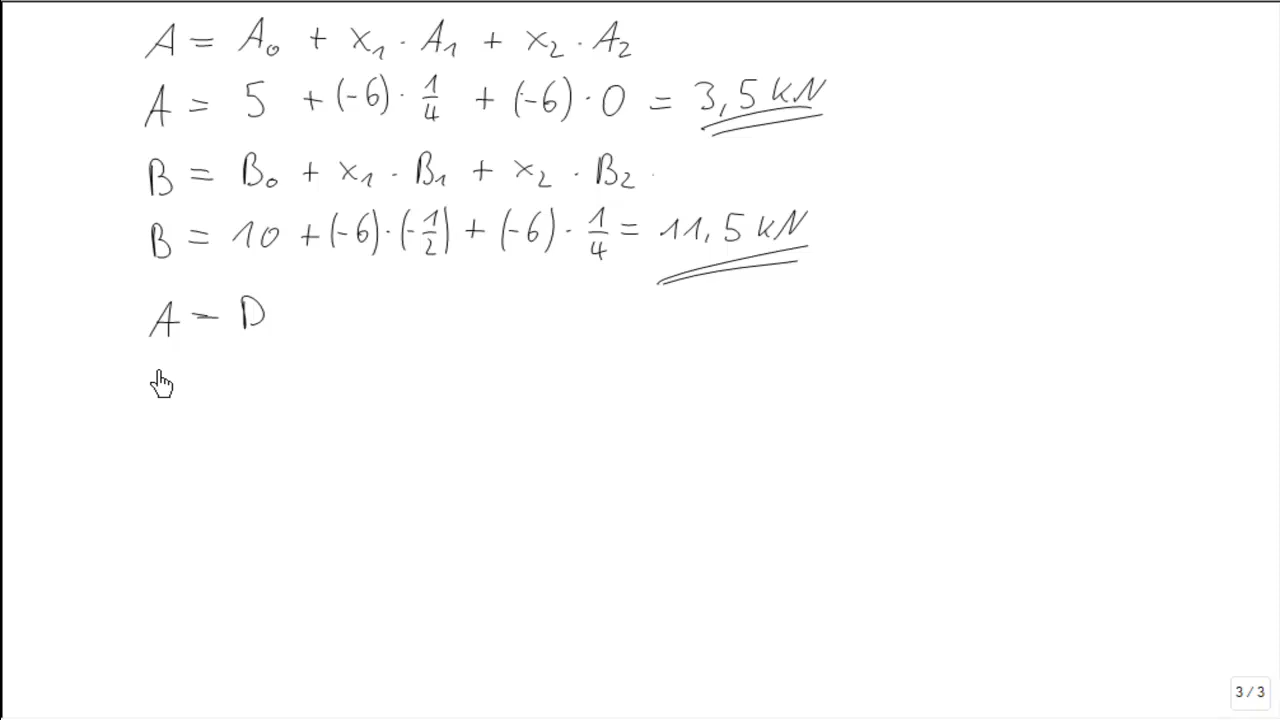 A = A₀ + x₁ · A₁ + x₂ · A₂
A = 5 + (-6) · 1/4 + (-6) · 0 = 3,5 kN
B = B₀ + x₁ · B₁ + x₂ · B₂
B = 10 + (-6) · (-1/2) + (-6) · 1/4 = 11,5 kN
A = D
3 / 3